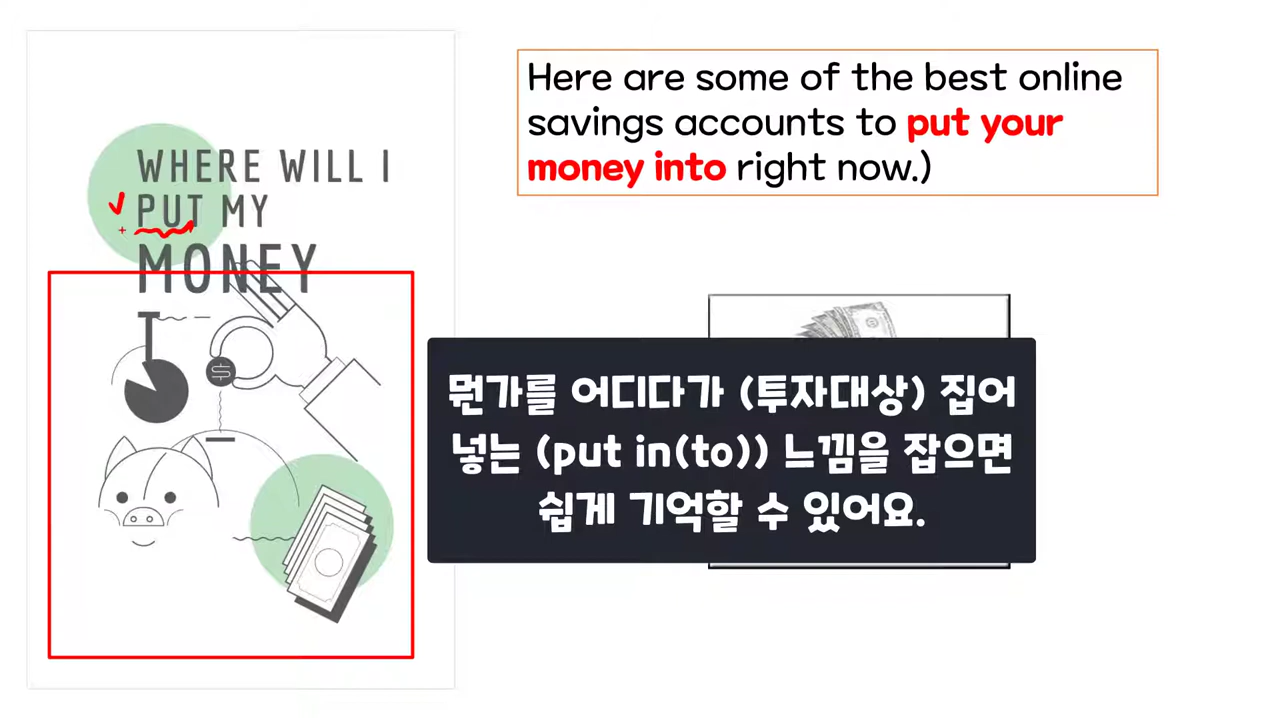 WHERE WILL I
PUT MY
MONEY
T
Here are some of the best online
savings accounts to put your
money into right now.)
뭔가를 어디다가 (투자대상) 집어
넣는 (put in(to)) 느낌을 잡으면
쉽게 기억할 수 있어요.